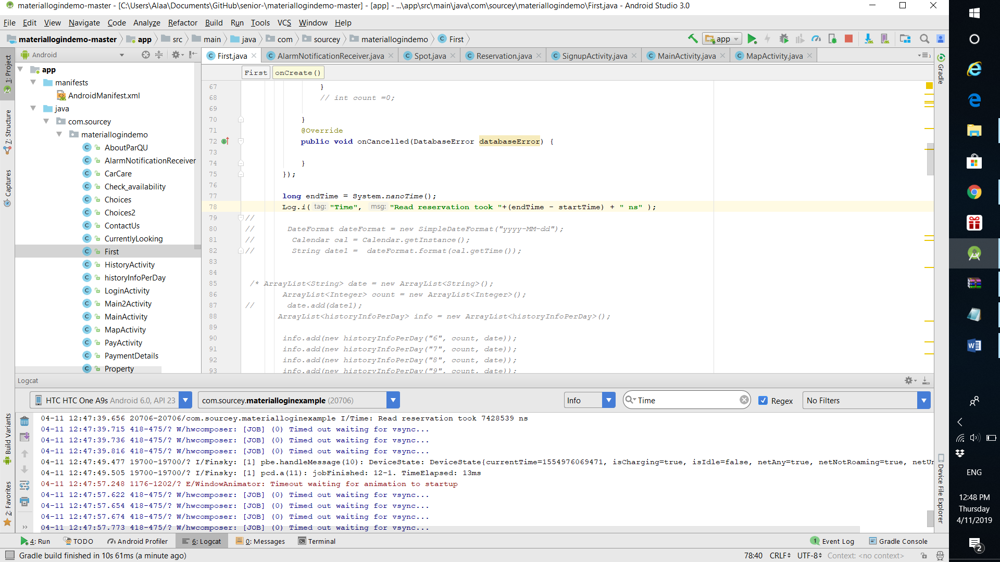 materiallogindemo-master - [C:\Users\Alaa\Documents\GitHub\senior-\materiallogindemo-master] - [app] - ...\app\src\main\java\com\sourcey\materiallogindemo\First.java - Android Studio 3.0
File Edit View Navigate Code Analyze Refactor Build Run Tools VCS Window Help
materiallogindemo-master app src main java com sourcey materiallogindemo First
app
Android
First.java AlarmNotificationReceiver.java Spot.java Reservation.java SignupActivity.java MainActivity.java MapActivity.java
First onCreate()
1: Project
7: Structure
Captures
Build Variants
2: Favorites
Gradle
Device File Explorer
app
manifests
AndroidManifest.xml
java
com.sourcey
materiallogindemo
AboutParQU
AlarmNotificationReceiver
CarCare
Check_availability
Choices
Choices2
ContactUs
CurrentlyLooking
First
HistoryActivity
historyInfoPerDay
LoginActivity
Main2Activity
MainActivity
MapActivity
PayActivity
PaymentDetails
Property
67 }
68 // int count =0;
69
70 }
71 @Override
72 public void onCancelled(DatabaseError databaseError) {
73
74 }
75 });
76
77 long endTime = System.nanoTime();
78 Log.i( tag: "Time", msg: "Read reservation took "+(endTime - startTime) + " ns" );
79 //
80 // DateFormat dateFormat = new SimpleDateFormat("yyyy-MM-dd");
81 // Calendar cal = Calendar.getInstance();
82 // String date1 = dateFormat.format(cal.getTime());
83
84
85 /* ArrayList<String> date = new ArrayList<String>();
86 ArrayList<Integer> count = new ArrayList<Integer>();
87 // date.add(date1);
88 ArrayList<historyInfoPerDay> info = new ArrayList<historyInfoPerDay>();
89
90 info.add(new historyInfoPerDay("6", count, date));
91 info.add(new historyInfoPerDay("7", count, date));
92 info.add(new historyInfoPerDay("8", count, date));
93 info.add(new historyInfoPerDay("9", count, date));
Logcat
HTC HTC One A9s Android 6.0, API 23 com.sourcey.materialloginexample (20706) Info Time Regex No Filters
04-11 12:47:39.656 20706-20706/com.sourcey.materialloginexample I/Time: Read reservation took 7428539 ns
04-11 12:47:39.715 418-475/? W/hwcomposer: [JOB] (0) Timed out waiting for vsync...
04-11 12:47:39.736 418-475/? W/hwcomposer: [JOB] (0) Timed out waiting for vsync...
04-11 12:47:39.816 418-475/? W/hwcomposer: [JOB] (0) Timed out waiting for vsync...
04-11 12:47:49.477 19700-19700/? I/Finsky: [1] pbe.handleMessage(10): DeviceState: DeviceState{currentTime=1554976069471, isCharging=true, isIdle=false, netAny=true, netNotRoaming=true, netUn
04-11 12:47:49.505 19700-19700/? I/Finsky: [1] pcd.a(11): jobFinished: 12-1. TimeElapsed: 13ms
04-11 12:47:57.248 1176-1202/? E/WindowAnimator: Timeout waiting for animation to startup
04-11 12:47:57.622 418-475/? W/hwcomposer: [JOB] (0) Timed out waiting for vsync...
04-11 12:47:57.654 418-475/? W/hwcomposer: [JOB] (0) Timed out waiting for vsync...
04-11 12:47:57.674 418-475/? W/hwcomposer: [JOB] (0) Timed out waiting for vsync...
04-11 12:47:57.773 418-475/? W/hwcomposer: [JOB] (0) Timed out waiting for vsync...
4: Run TODO Android Profiler 6: Logcat 0: Messages Terminal 1 Event Log Gradle Console
Gradle build finished in 10s 61ms (a minute ago) 78:40 CRLF UTF-8 Context: <no context>
ENG
12:48 PM
Thursday
4/11/2019
2